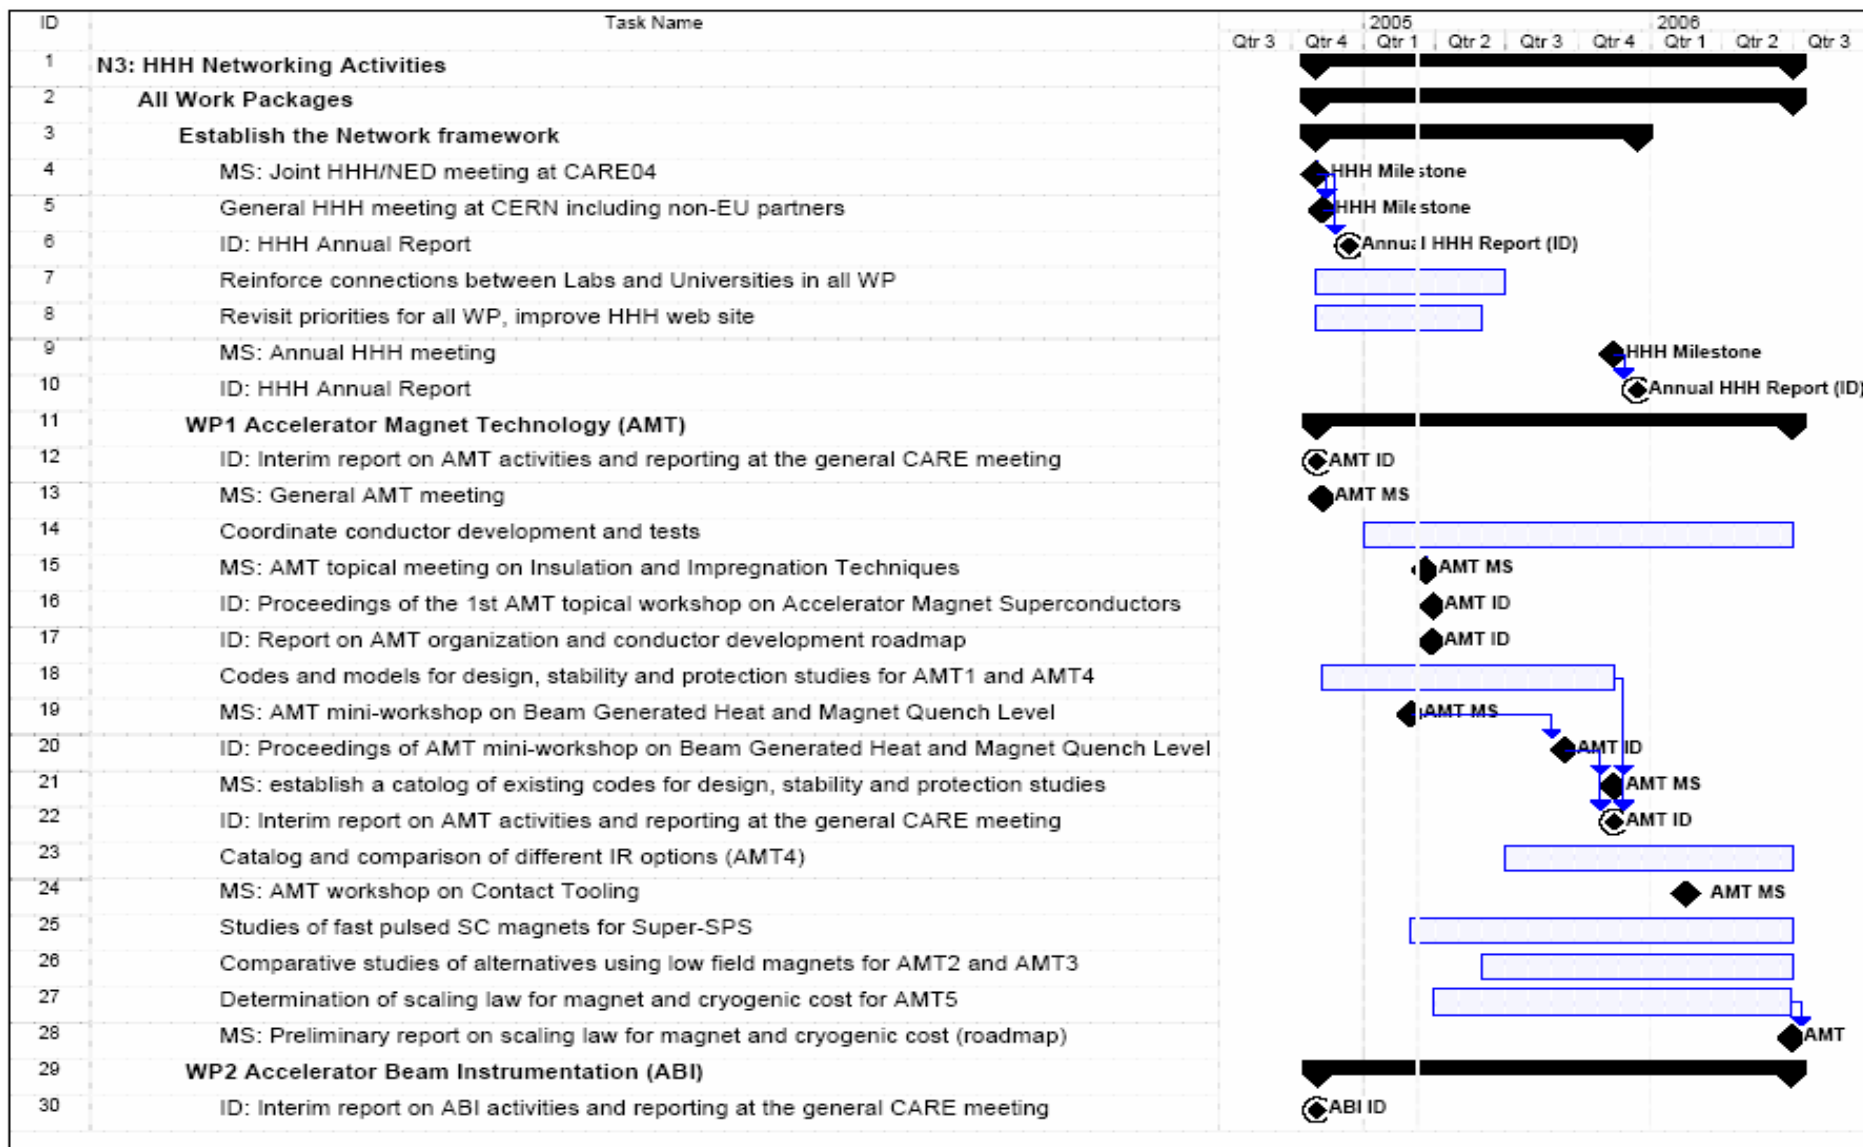 ID Task Name 2005 2006
Qtr 3 Qtr 4 Qtr 1 Qtr 2 Qtr 3 Qtr 4 Qtr 1 Qtr 2 Qtr 3
1 N3: HHH Networking Activities
2 All Work Packages
3 Establish the Network framework
4 MS: Joint HHH/NED meeting at CARE04 HHH Milestone
5 General HHH meeting at CERN including non-EU partners HHH Milestone
6 ID: HHH Annual Report Annual HHH Report (ID)
7 Reinforce connections between Labs and Universities in all WP
8 Revisit priorities for all WP, improve HHH web site
9 MS: Annual HHH meeting HHH Milestone
10 ID: HHH Annual Report Annual HHH Report (ID)
11 WP1 Accelerator Magnet Technology (AMT)
12 ID: Interim report on AMT activities and reporting at the general CARE meeting AMT ID
13 MS: General AMT meeting AMT MS
14 Coordinate conductor development and tests
15 MS: AMT topical meeting on Insulation and Impregnation Techniques AMT MS
16 ID: Proceedings of the 1st AMT topical workshop on Accelerator Magnet Superconductors AMT ID
17 ID: Report on AMT organization and conductor development roadmap AMT ID
18 Codes and models for design, stability and protection studies for AMT1 and AMT4
19 MS: AMT mini-workshop on Beam Generated Heat and Magnet Quench Level AMT MS
20 ID: Proceedings of AMT mini-workshop on Beam Generated Heat and Magnet Quench Level AMT ID
21 MS: establish a catolog of existing codes for design, stability and protection studies AMT MS
22 ID: Interim report on AMT activities and reporting at the general CARE meeting AMT ID
23 Catalog and comparison of different IR options (AMT4)
24 MS: AMT workshop on Contact Tooling AMT MS
25 Studies of fast pulsed SC magnets for Super-SPS
26 Comparative studies of alternatives using low field magnets for AMT2 and AMT3
27 Determination of scaling law for magnet and cryogenic cost for AMT5
28 MS: Preliminary report on scaling law for magnet and cryogenic cost (roadmap) AMT
29 WP2 Accelerator Beam Instrumentation (ABI)
30 ID: Interim report on ABI activities and reporting at the general CARE meeting ABI ID